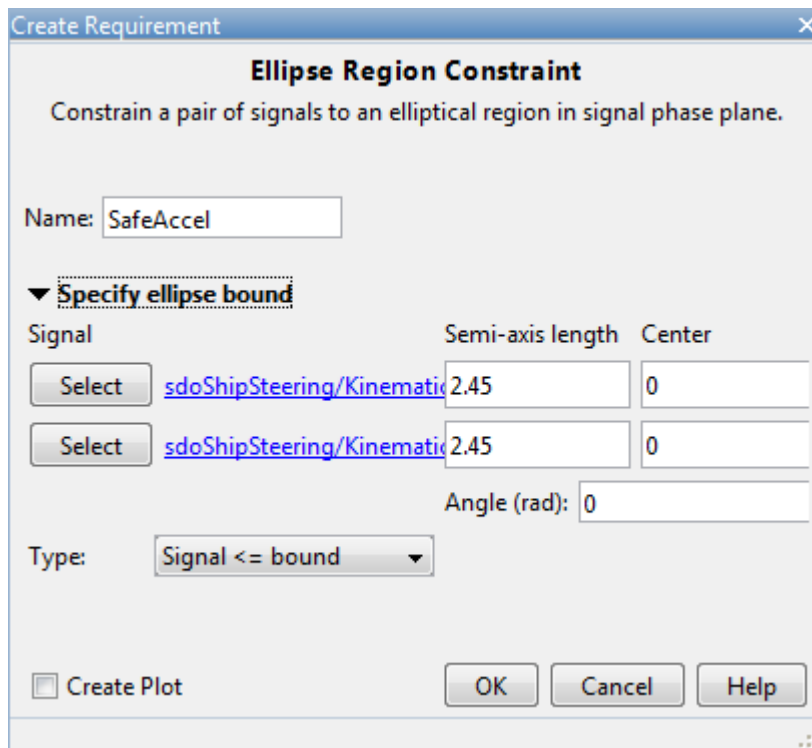 Create Requirement
Ellipse Region Constraint
Constrain a pair of signals to an elliptical region in signal phase plane.
Name: SafeAccel
Specify ellipse bound
Signal Semi-axis length Center
Select sdoShipSteering/Kinematic 2.45 0
Select sdoShipSteering/Kinematic 2.45 0
Angle (rad): 0
Type: Signal <= bound
Create Plot OK Cancel Help